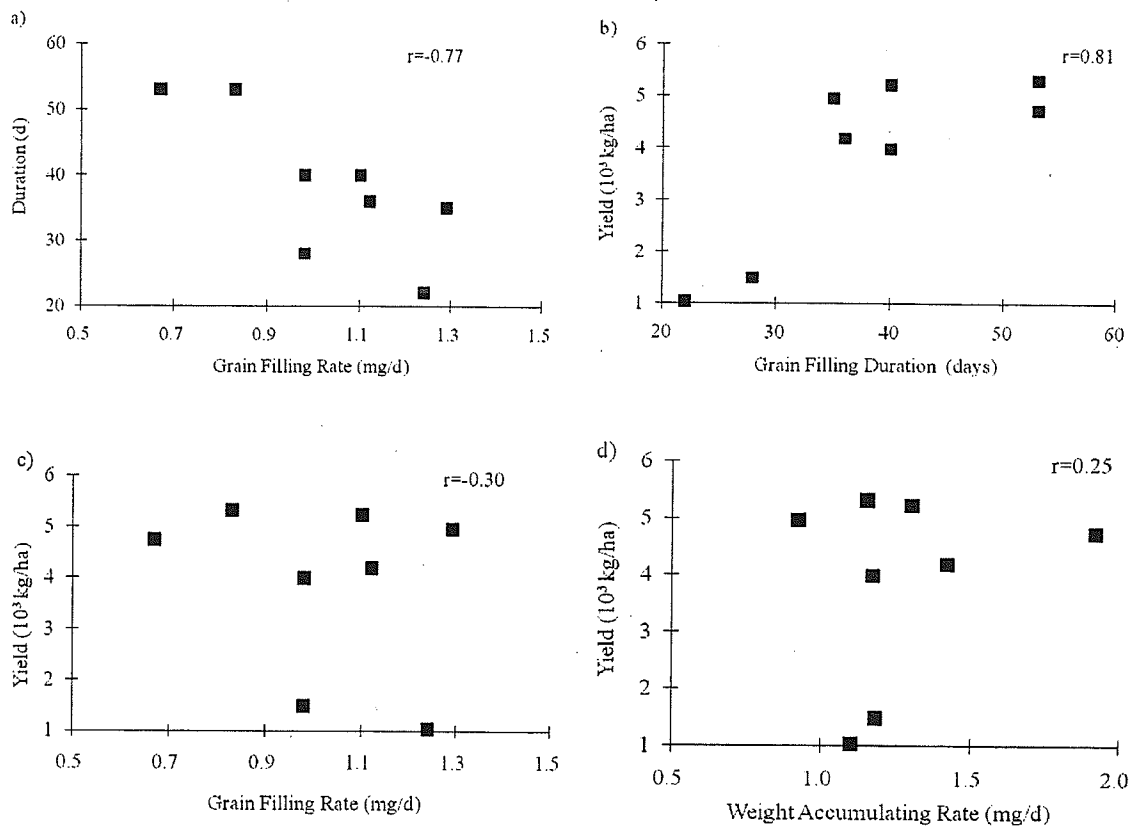 a)
r=-0.77
60
50
40
30
20
Duration (d)
0.5 0.7 0.9 1.1 1.3 1.5
Grain Filling Rate (mg/d)
b)
r=0.81
6
5
4
3
2
1
Yield (10³ kg/ha)
20 30 40 50 60
Grain Filling Duration (days)
c)
r=-0.30
6
5
4
3
2
1
Yield (10³ kg/ha)
0.5 0.7 0.9 1.1 1.3 1.5
Grain Filling Rate (mg/d)
d)
r=0.25
6
5
4
3
2
1
Yield (10³ kg/ha)
0.5 1.0 1.5 2.0
Weight Accumulating Rate (mg/d)